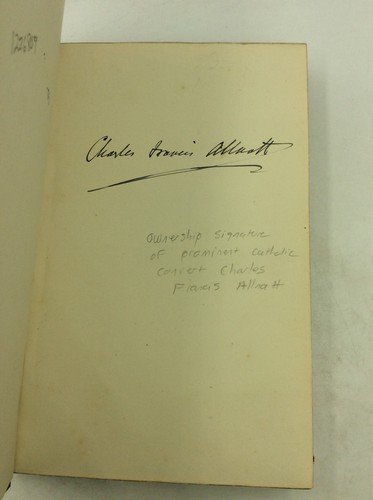 Charles Francis Allnatt
Ownership Signature
of prominent Catholic
convert Charles
Francis Allnatt